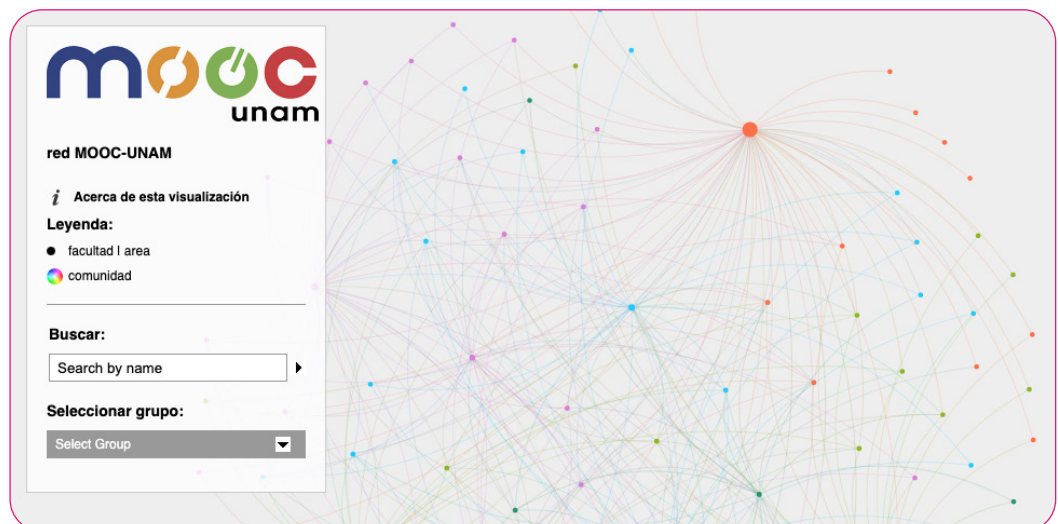 mooc
unam
red MOOC-UNAM
i Acerca de esta visualización
Leyenda:
facultad | area
comunidad
Buscar:
Search by name
Seleccionar grupo:
Select Group